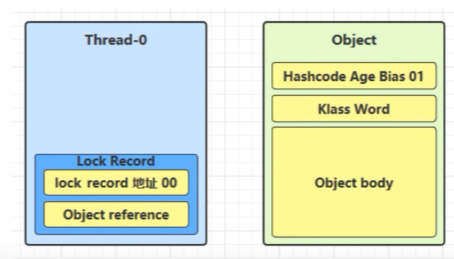 Thread-0
Lock Record
lock record 地址 00
Object reference
Object
Hashcode Age Bias 01
Klass Word
Object body